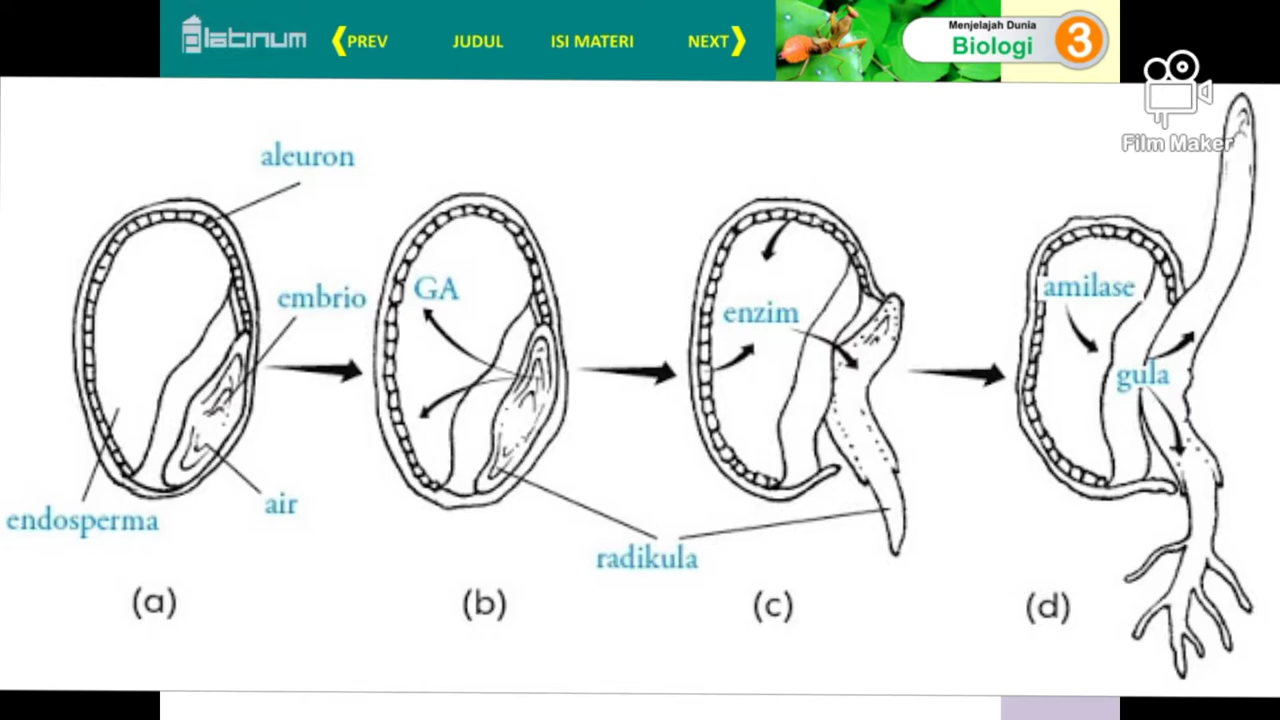 Platinum
PREV
JUDUL
ISI MATERI
NEXT
Menjelajah Dunia
Biologi
3
Film Maker
aleuron
embrio
endosperma
air
(a)
GA
radikula
(b)
enzim
(c)
amilase
gula
(d)